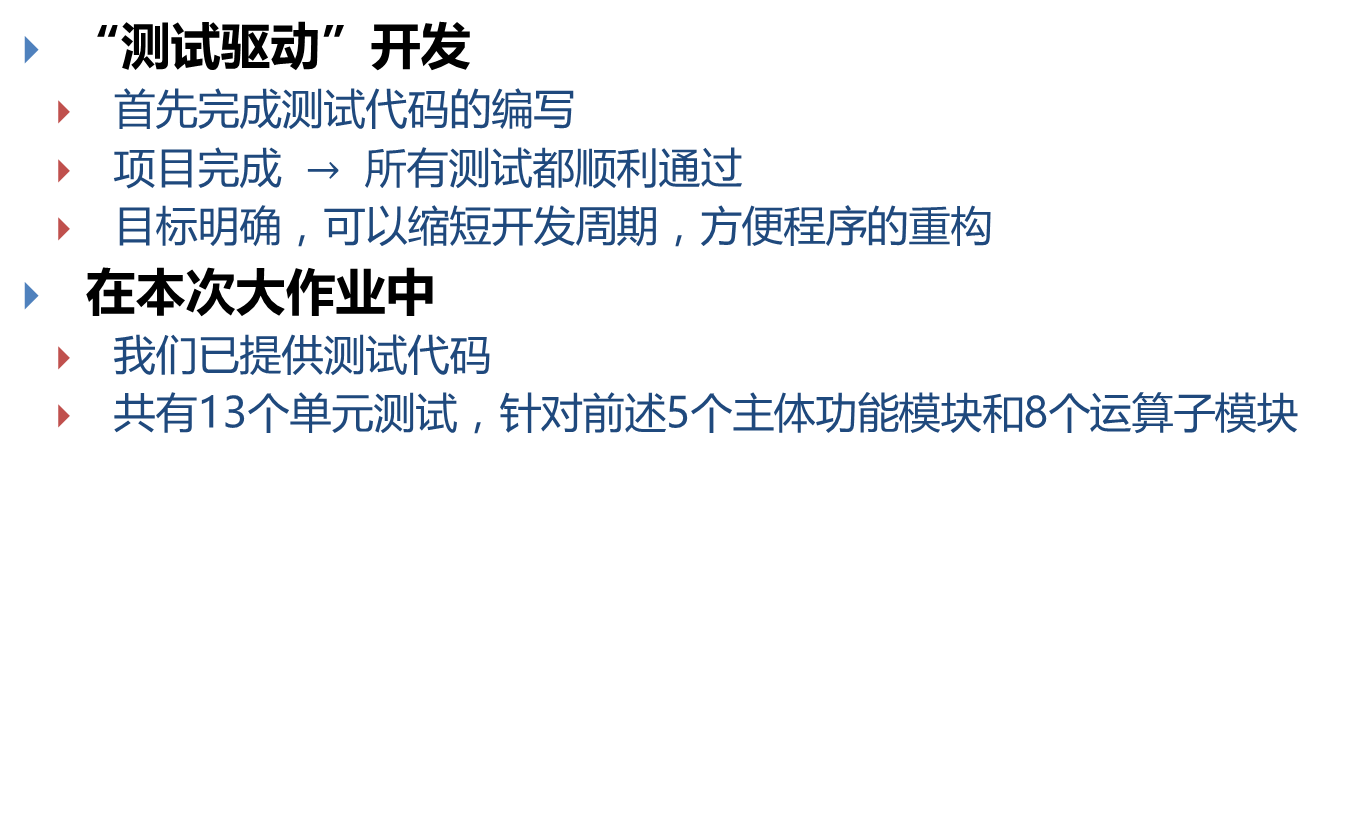 “测试驱动”开发
首先完成测试代码的编写
项目完成 → 所有测试都顺利通过
目标明确，可以缩短开发周期，方便程序的重构
在本次大作业中
我们已提供测试代码
共有13个单元测试，针对前述5个主体功能模块和8个运算子模块